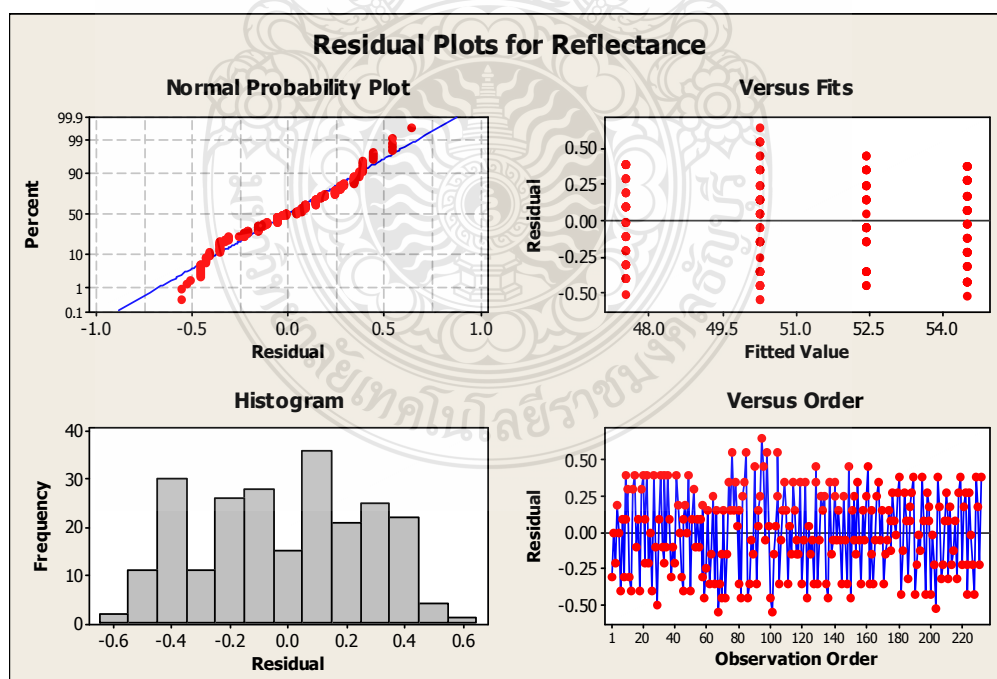 Residual Plots for Reflectance
Normal Probability Plot
Percent
99.9
99
90
50
10
1
0.1
-1.0 -0.5 0.0 0.5 1.0
Residual
Versus Fits
Residual
0.50
0.25
0.00
-0.25
-0.50
48.0 49.5 51.0 52.5 54.0
Fitted Value
Histogram
Frequency
40
30
20
10
0
-0.6 -0.4 -0.2 0.0 0.2 0.4 0.6
Residual
Versus Order
Residual
0.50
0.25
0.00
-0.25
-0.50
1 20 40 60 80 100 120 140 160 180 200 220
Observation Order